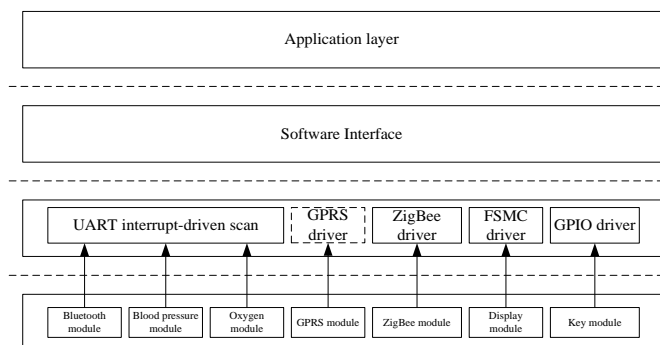 Application layer
Software Interface
UART interrupt-driven scan
GPRS
driver
ZigBee
driver
FSMC
driver
GPIO driver
Bluetooth
module
Blood pressure
module
Oxygen
module
GPRS module
ZigBee module
Display
module
Key module